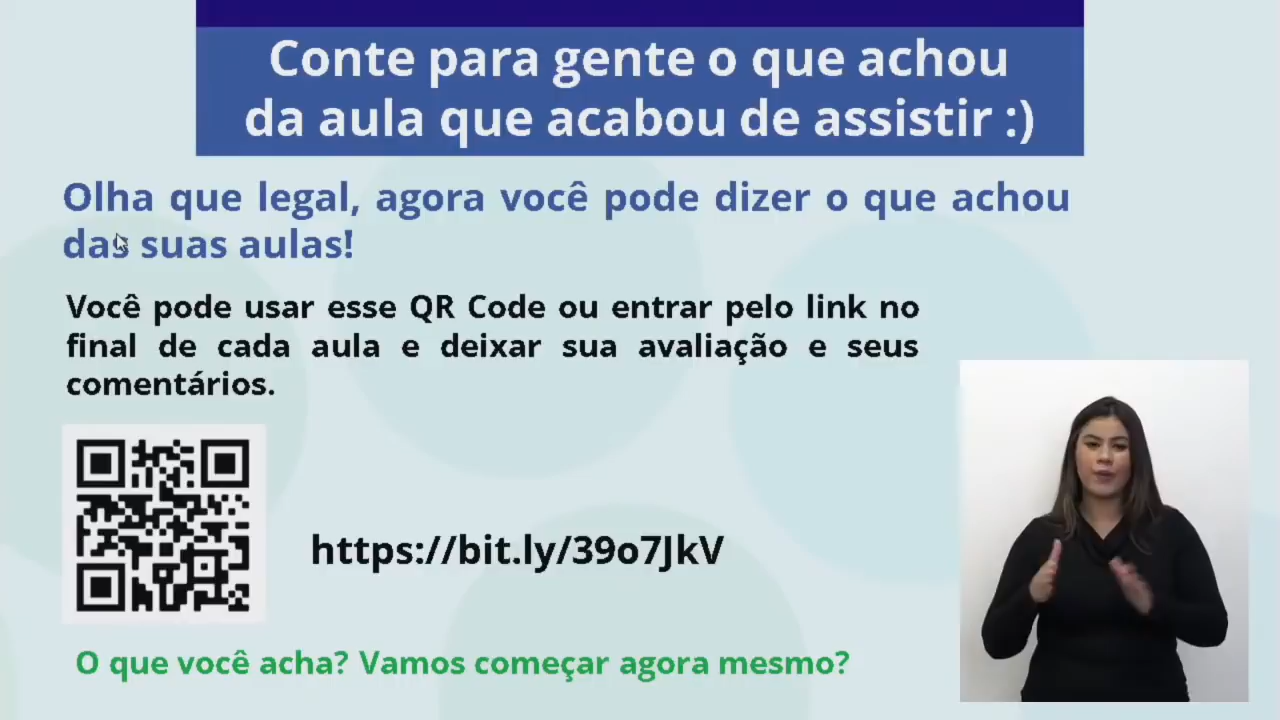 Conte para gente o que achou
da aula que acabou de assistir :)
Olha que legal, agora você pode dizer o que achou
das suas aulas!
Você pode usar esse QR Code ou entrar pelo link no
final de cada aula e deixar sua avaliação e seus
comentários.
https://bit.ly/39o7JkV
O que você acha? Vamos começar agora mesmo?